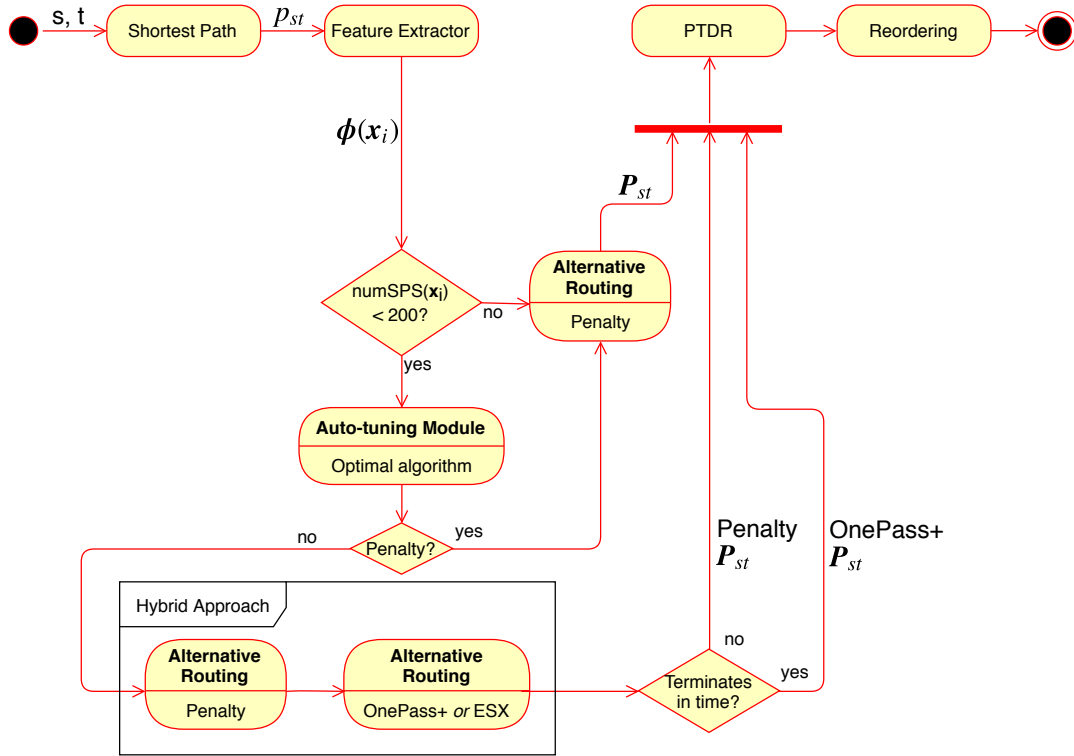 s, t
Shortest Path
p_st
Feature Extractor
PTDR
Reordering
ϕ(x_i)
P_st
numSPS(x_i)
< 200?
no
Alternative
Routing
Penalty
yes
Auto-tuning Module
Optimal algorithm
Penalty?
yes
no
Penalty
P_st
OnePass+
P_st
Hybrid Approach
Alternative
Routing
Penalty
Alternative
Routing
OnePass+ or ESX
Terminates
in time?
no
yes